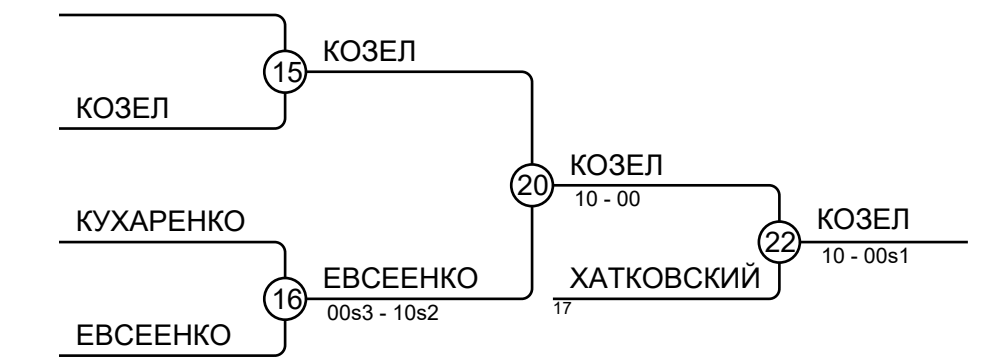 КОЗЕЛ
15
КОЗЕЛ
КОЗЕЛ
20
10 - 00
КУХАРЕНКО
КОЗЕЛ
22
10 - 00s1
ЕВСЕЕНКО
ХАТКОВСКИЙ
16
00s3 - 10s2
17
ЕВСЕЕНКО